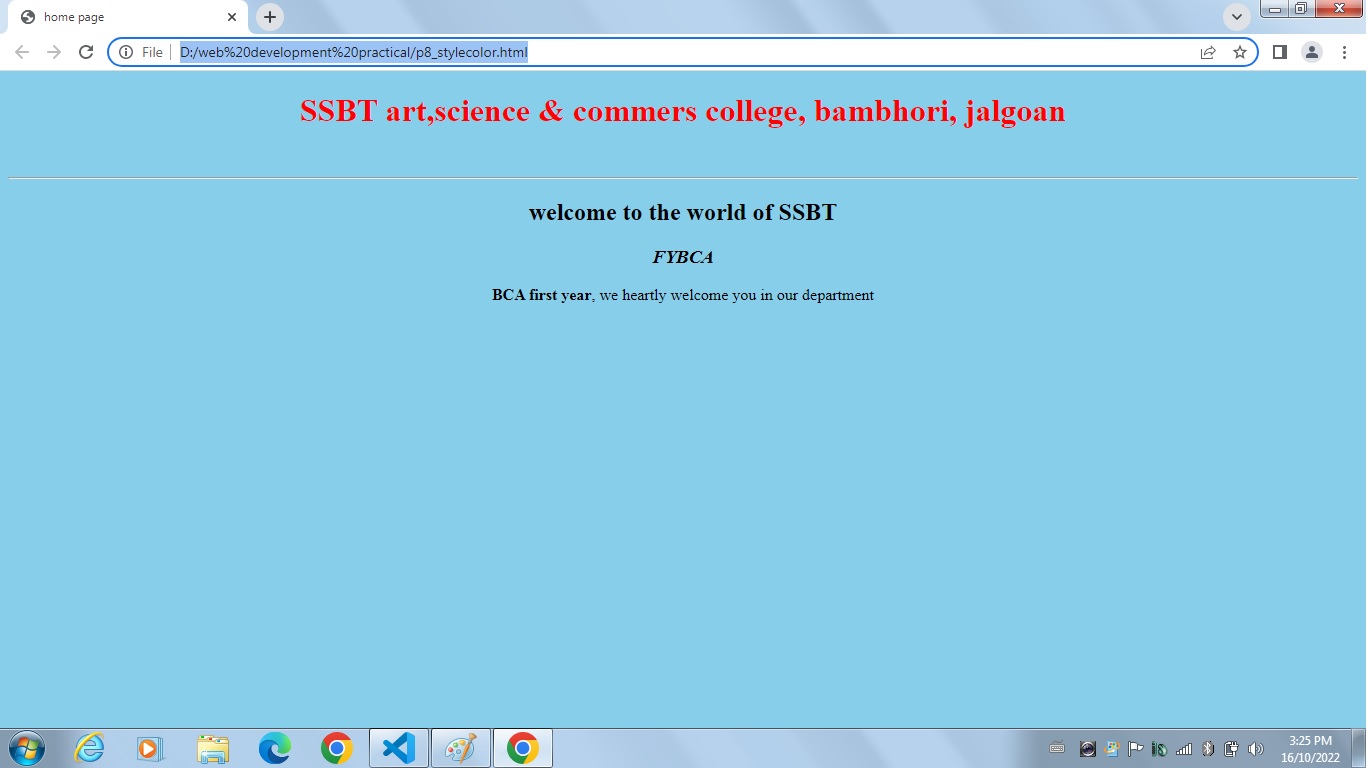 home page
File
D:/web%20development%20practical/p8_stylecolor.html
SSBT art,science & commers college, bambhori, jalgoan
welcome to the world of SSBT
FYBCA
BCA first year, we heartly welcome you in our department
3:25 PM
16/10/2022